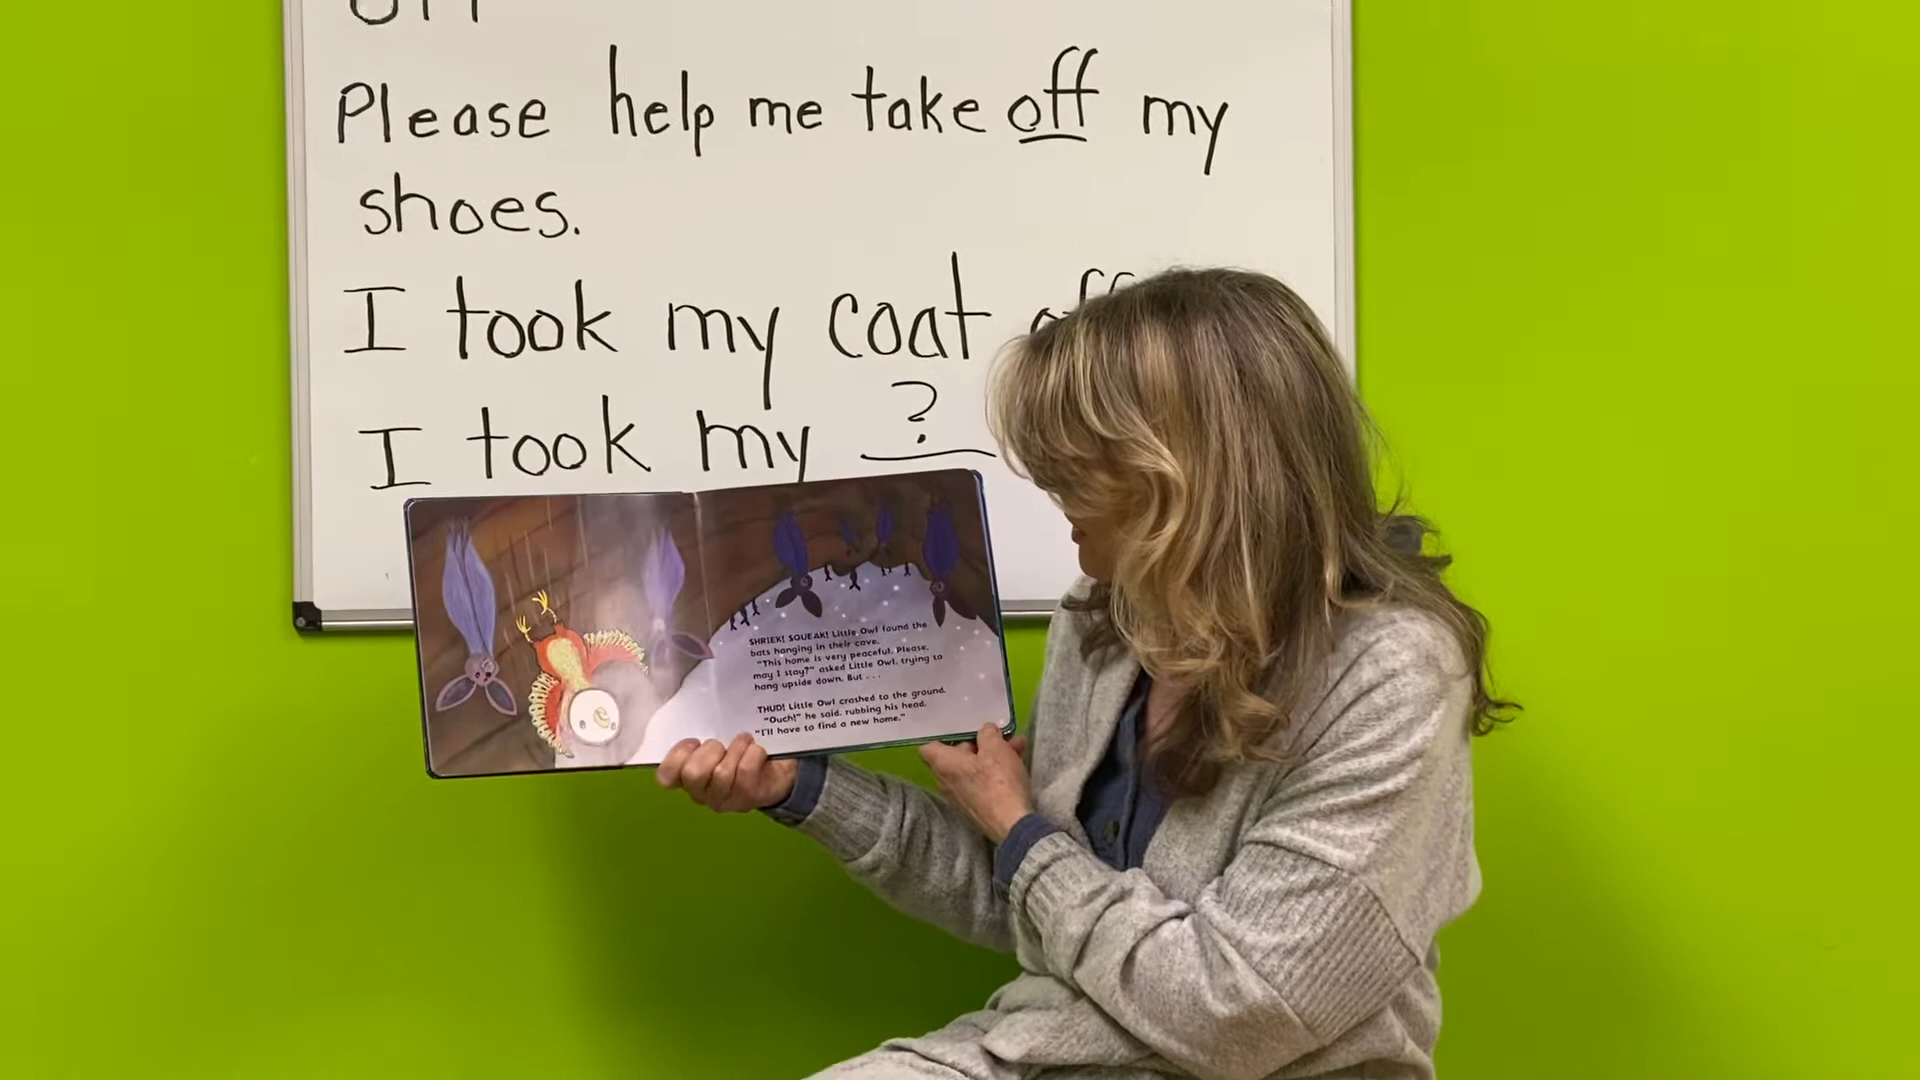 Please help me take off my
shoes.
I took my coat
I took my ?
SHRIEK! SQUEAK! Little Owl found the
bats hanging in their cave.
"This home is very peaceful. Please,
may I stay?" asked Little Owl, trying to
hang upside down. But . . .
THUD! Little Owl crashed to the ground.
"Ouch!" he said, rubbing his head.
"I'll have to find a new home."